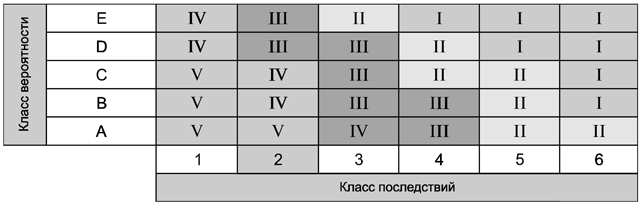 Класс вероятности
E IV III II I I I
D IV III III II I I
C V IV III II II I
B V IV III III II I
A V V IV III II II
1 2 3 4 5 6
Класс последствий